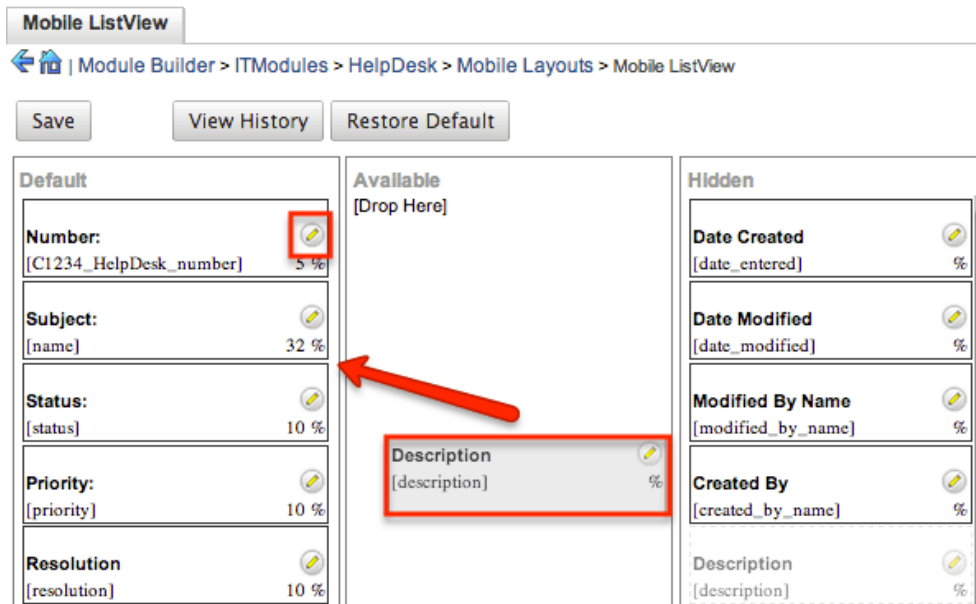 Mobile ListView
| Module Builder > ITModules > HelpDesk > Mobile Layouts > Mobile ListView
Save
View History
Restore Default
Default
Number:
[C1234_HelpDesk_number] 5 %
Subject:
[name] 32 %
Status:
[status] 10 %
Priority:
[priority] 10 %
Resolution
[resolution] 10 %
Available
[Drop Here]
Description
[description] %
Hidden
Date Created
[date_entered] %
Date Modified
[date_modified] %
Modified By Name
[modified_by_name] %
Created By
[created_by_name] %
Description
[description] %